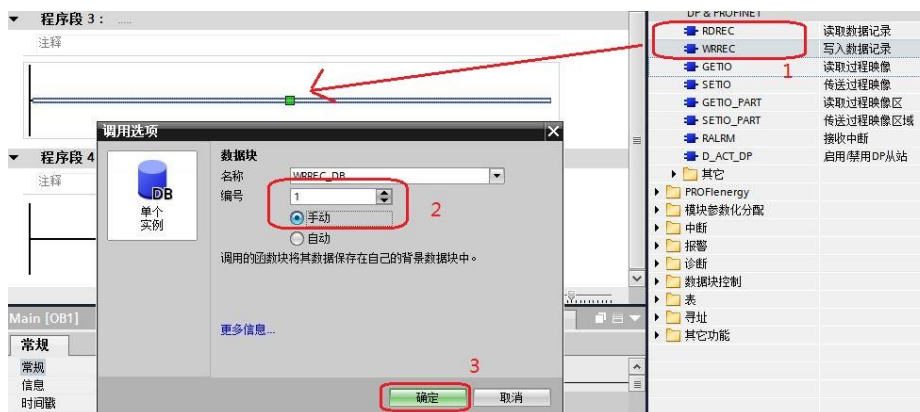 程序段 3： .....
注释
程序段 4
注释
调用选项
DB
单个
实例
数据块
名称 WRREC_DB
编号 1
手动
自动
调用的函数块将其数据保存在自己的背景数据块中。
更多信息...
确定 取消
Main [OB1]
常规
常规
信息
时间戳
DP & PROFINET
RDREC 读取数据记录
WRREC 写入数据记录
GETIO 读取过程映像
SETIO 传送过程映像
GETIO_PART 读取过程映像区
SETIO_PART 传送过程映像区域
RALRM 接收中断
D_ACT_DP 启用/禁用DP从站
其它
PROFIenergy
模块参数化分配
中断
报警
诊断
数据块控制
表
寻址
其它功能
1
2
3